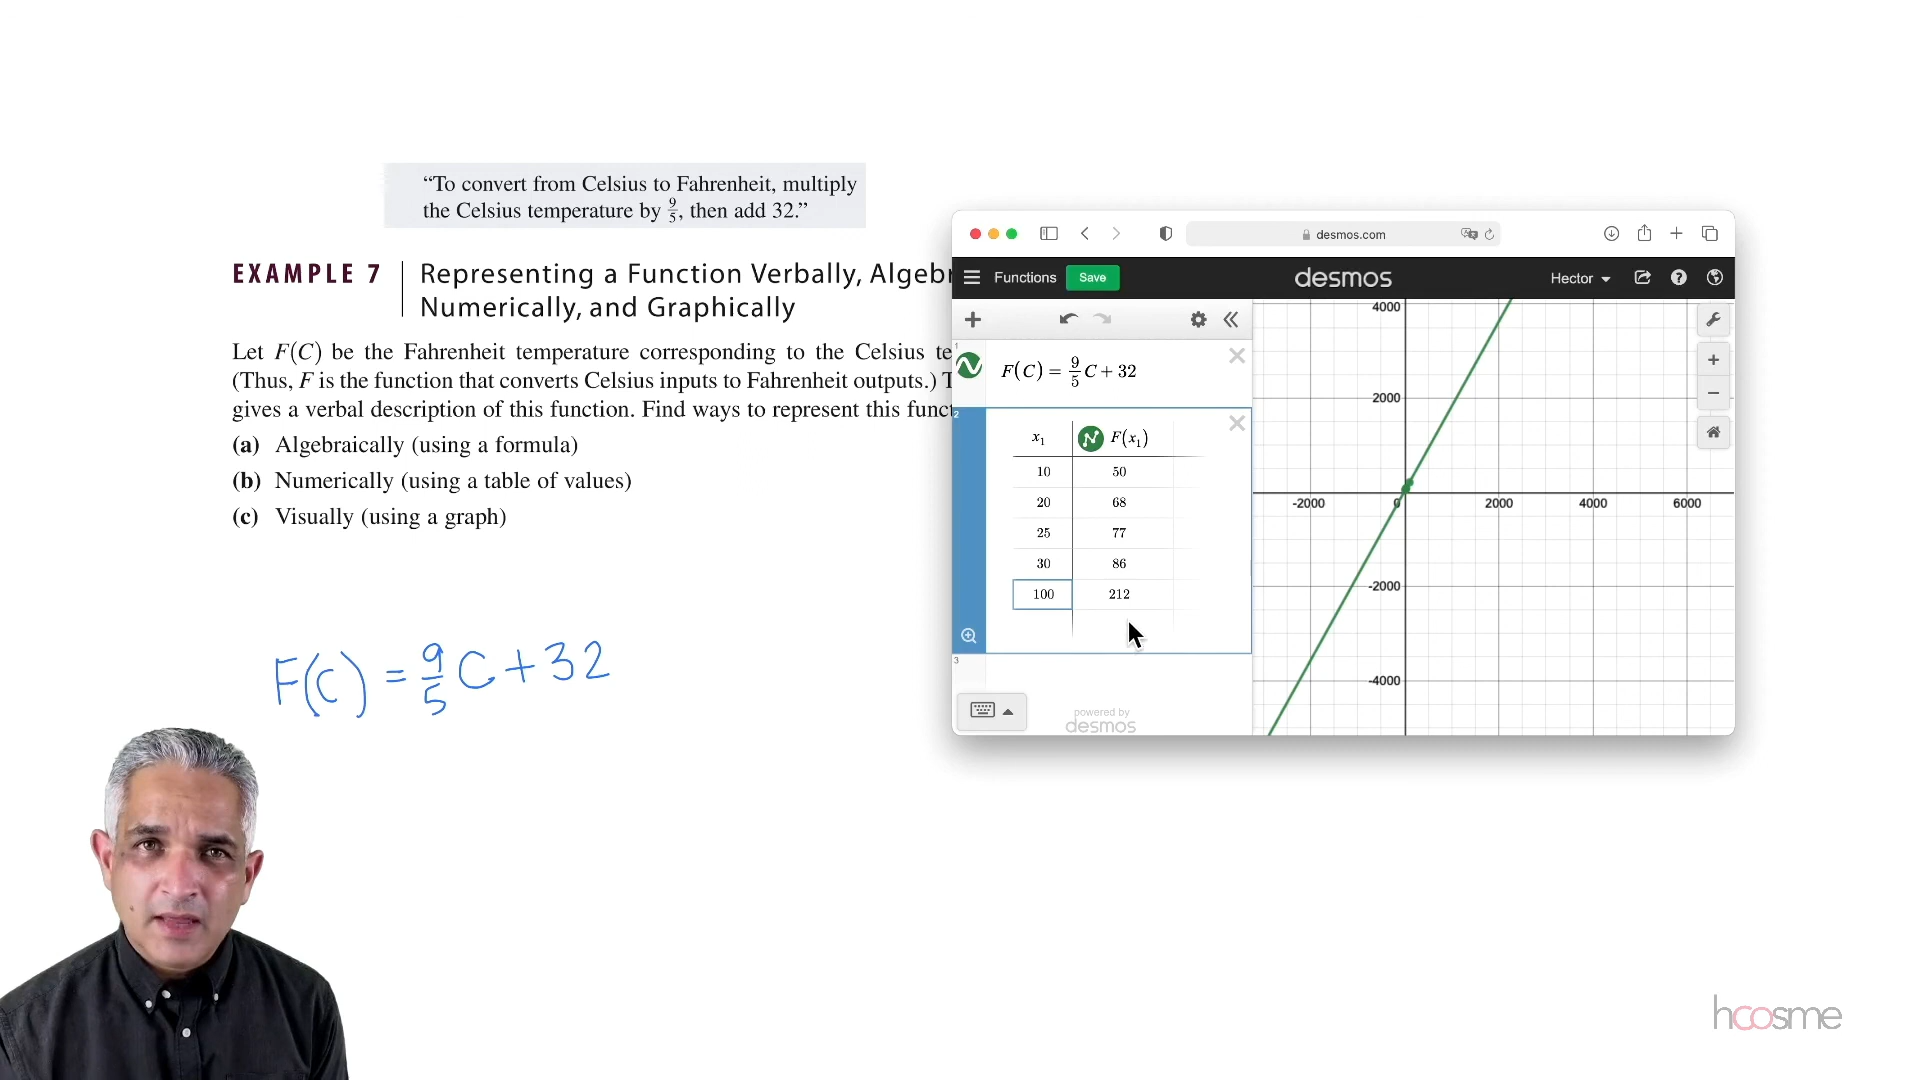 “To convert from Celsius to Fahrenheit, multiply
the Celsius temperature by 9/5, then add 32.”
EXAMPLE 7 Representing a Function Verbally, Algebr
Numerically, and Graphically
Let F(C) be the Fahrenheit temperature corresponding to the Celsius te
(Thus, F is the function that converts Celsius inputs to Fahrenheit outputs.) T
gives a verbal description of this function. Find ways to represent this funct
(a) Algebraically (using a formula)
(b) Numerically (using a table of values)
(c) Visually (using a graph)
F(C) = 9/5 C + 32
desmos.com
Functions Save desmos Hector
1
F(C) = 9/5 C + 32
2
x₁ F(x₁)
10 50
20 68
25 77
30 86
100 212
3
powered by
desmos
4000
2000
-2000 0 2000 4000 6000
-2000
-4000
hcosme